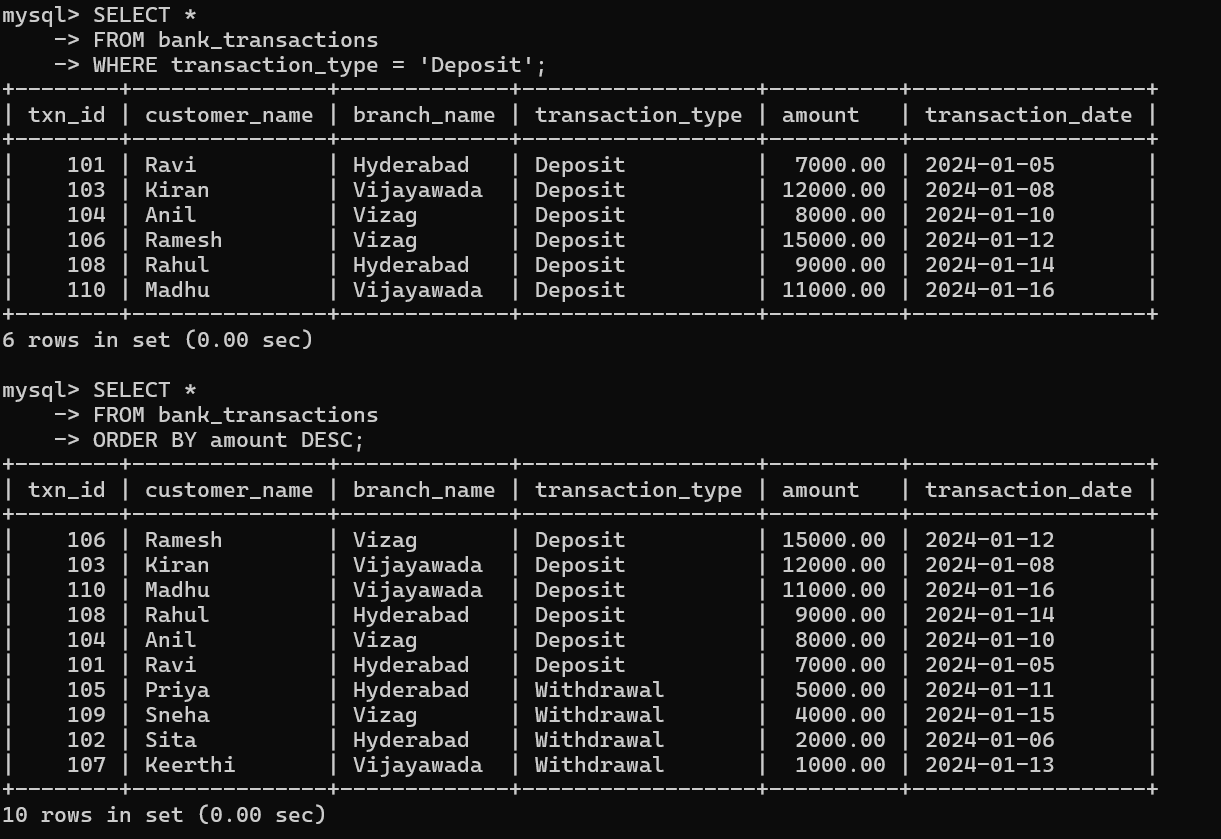 mysql> SELECT *
    -> FROM bank_transactions
    -> WHERE transaction_type = 'Deposit';
+--------+---------------+-------------+------------------+----------+------------------+
| txn_id | customer_name | branch_name | transaction_type | amount   | transaction_date |
+--------+---------------+-------------+------------------+----------+------------------+
|    101 | Ravi          | Hyderabad   | Deposit          |  7000.00 | 2024-01-05       |
|    103 | Kiran         | Vijayawada  | Deposit          | 12000.00 | 2024-01-08       |
|    104 | Anil          | Vizag       | Deposit          |  8000.00 | 2024-01-10       |
|    106 | Ramesh        | Vizag       | Deposit          | 15000.00 | 2024-01-12       |
|    108 | Rahul         | Hyderabad   | Deposit          |  9000.00 | 2024-01-14       |
|    110 | Madhu         | Vijayawada  | Deposit          | 11000.00 | 2024-01-16       |
+--------+---------------+-------------+------------------+----------+------------------+
6 rows in set (0.00 sec)

mysql> SELECT *
    -> FROM bank_transactions
    -> ORDER BY amount DESC;
+--------+---------------+-------------+------------------+----------+------------------+
| txn_id | customer_name | branch_name | transaction_type | amount   | transaction_date |
+--------+---------------+-------------+------------------+----------+------------------+
|    106 | Ramesh        | Vizag       | Deposit          | 15000.00 | 2024-01-12       |
|    103 | Kiran         | Vijayawada  | Deposit          | 12000.00 | 2024-01-08       |
|    110 | Madhu         | Vijayawada  | Deposit          | 11000.00 | 2024-01-16       |
|    108 | Rahul         | Hyderabad   | Deposit          |  9000.00 | 2024-01-14       |
|    104 | Anil          | Vizag       | Deposit          |  8000.00 | 2024-01-10       |
|    101 | Ravi          | Hyderabad   | Deposit          |  7000.00 | 2024-01-05       |
|    105 | Priya         | Hyderabad   | Withdrawal       |  5000.00 | 2024-01-11       |
|    109 | Sneha         | Vizag       | Withdrawal       |  4000.00 | 2024-01-15       |
|    102 | Sita          | Hyderabad   | Withdrawal       |  2000.00 | 2024-01-06       |
|    107 | Keerthi       | Vijayawada  | Withdrawal       |  1000.00 | 2024-01-13       |
+--------+---------------+-------------+------------------+----------+------------------+
10 rows in set (0.00 sec)